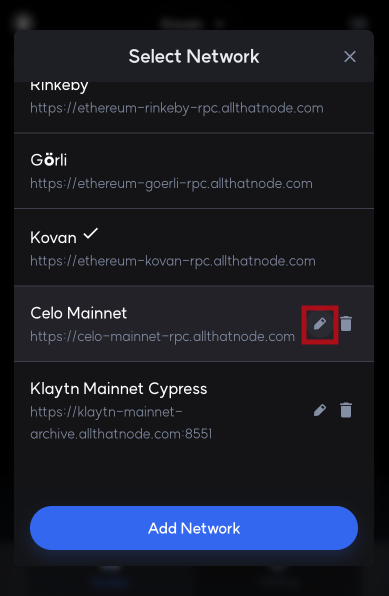 Select Network
Rinkeby
https://ethereum-rinkeby-rpc.allthatnode.com
Görli
https://ethereum-goerli-rpc.allthatnode.com
Kovan
https://ethereum-kovan-rpc.allthatnode.com
Celo Mainnet
https://celo-mainnet-rpc.allthatnode.com
Klaytn Mainnet Cypress
https://klaytn-mainnet-
archive.allthatnode.com:8551
Add Network